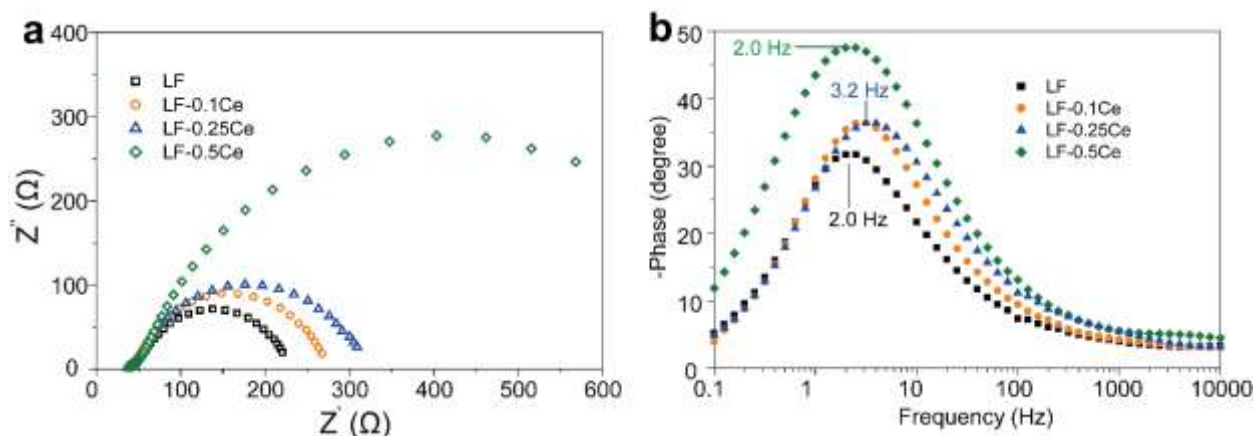 a
400
300
200
100
0
Z'' (Ω)
LF
LF-0.1Ce
LF-0.25Ce
LF-0.5Ce
0 100 200 300 400 500 600
Z' (Ω)
b
50
40
30
20
10
0
-Phase (degree)
2.0 Hz
3.2 Hz
2.0 Hz
LF
LF-0.1Ce
LF-0.25Ce
LF-0.5Ce
0.1 1 10 100 1000 10000
Frequency (Hz)